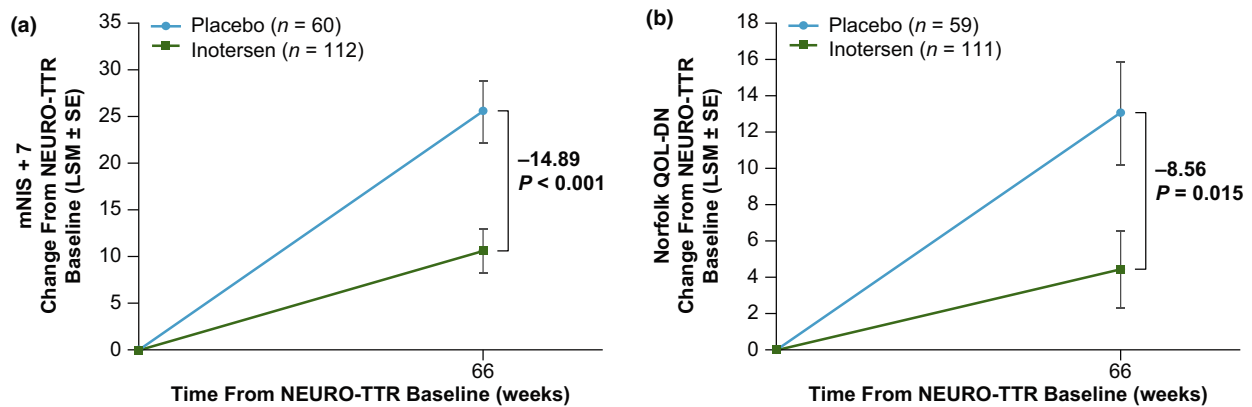 (a)
mNIS + 7
Change From NEURO-TTR
Baseline (LSM ± SE)
35
30
25
20
15
10
5
0
Placebo (n = 60)
Inotersen (n = 112)
–14.89
P < 0.001
66
Time From NEURO-TTR Baseline (weeks)
(b)
Norfolk QOL-DN
Change From NEURO-TTR
Baseline (LSM ± SE)
18
16
14
12
10
8
6
4
2
0
Placebo (n = 59)
Inotersen (n = 111)
–8.56
P = 0.015
66
Time From NEURO-TTR Baseline (weeks)